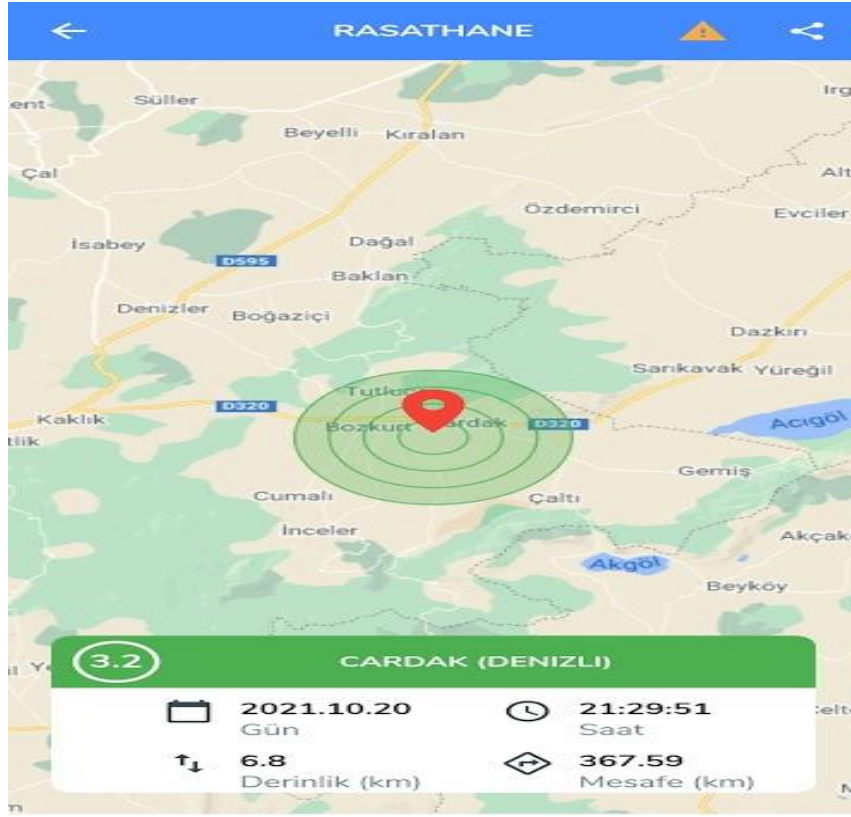 RASATHANE
Süller
Beyelli
Kıralan
Çal
Özdemirci
Evciler
İsabey
Dağal
D595
Baklan
Denizler
Boğaziçi
Dazkırı
Sarıkavak
Yüreğil
D320
Kaklık
Bozkurt
D320
Acıgöl
Gemiş
Cumalı
Çaltı
İnceler
Akgöl
Beyköy
3.2
CARDAK (DENIZLI)
2021.10.20
Gün
21:29:51
Saat
6.8
Derinlik (km)
367.59
Mesafe (km)